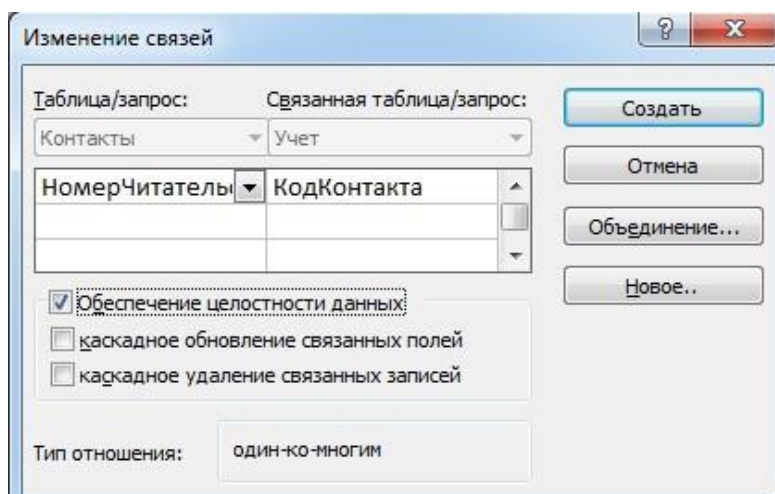 Изменение связей
Таблица/запрос: Связанная таблица/запрос:
Контакты Учет
НомерЧитатель КодКонтакта
Обеспечение целостности данных
каскадное обновление связанных полей
каскадное удаление связанных записей
Тип отношения: один-ко-многим
Создать
Отмена
Объединение...
Новое..